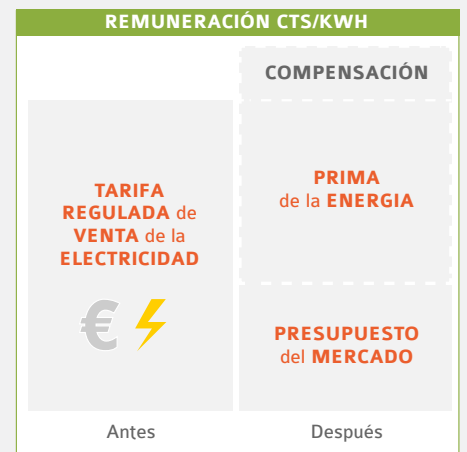 REMUNERACIÓN CTS/KWH
COMPENSACIÓN
TARIFA
REGULADA de
VENTA de la
ELECTRICIDAD
€
PRIMA
de la ENERGIA
PRESUPUESTO
del MERCADO
Antes
Después